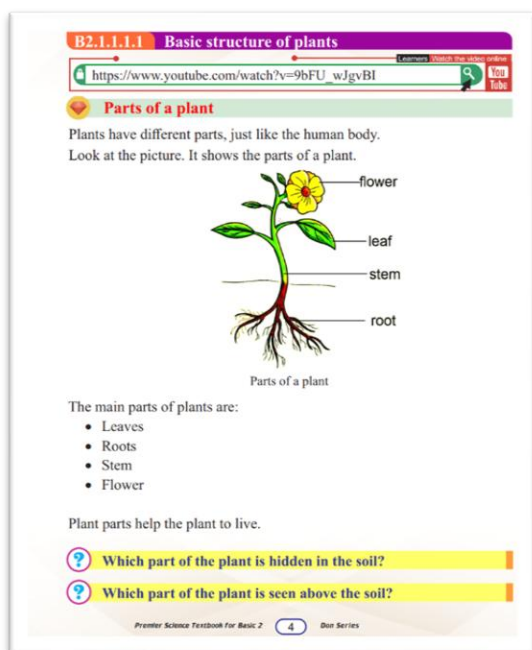 B2.1.1.1.1 Basic structure of plants
Learners Watch the video online
https://www.youtube.com/watch?v=9bFU_wJgvBI
You
Tube
Parts of a plant
Plants have different parts, just like the human body.
Look at the picture. It shows the parts of a plant.
flower
leaf
stem
root
Parts of a plant
The main parts of plants are:
• Leaves
• Roots
• Stem
• Flower
Plant parts help the plant to live.
? Which part of the plant is hidden in the soil?
? Which part of the plant is seen above the soil?
Premier Science Textbook for Basic 2 4 Don Series